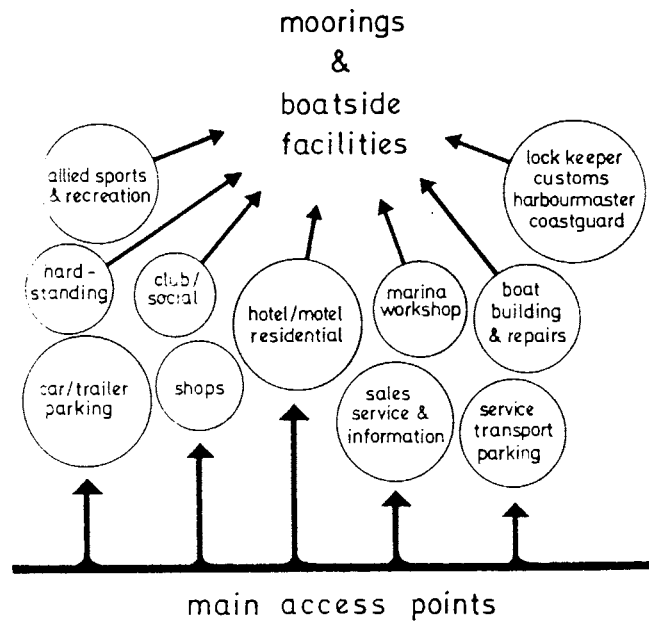 moorings
&
boatside
facilities
allied sports
& recreation
lock keeper
customs
harbourmaster
coastguard
hard-
standing
club/
social
hotel/motel
residential
marina
workshop
boat
building
& repairs
car/trailer
parking
shops
sales
service &
information
service
transport
parking
main access points